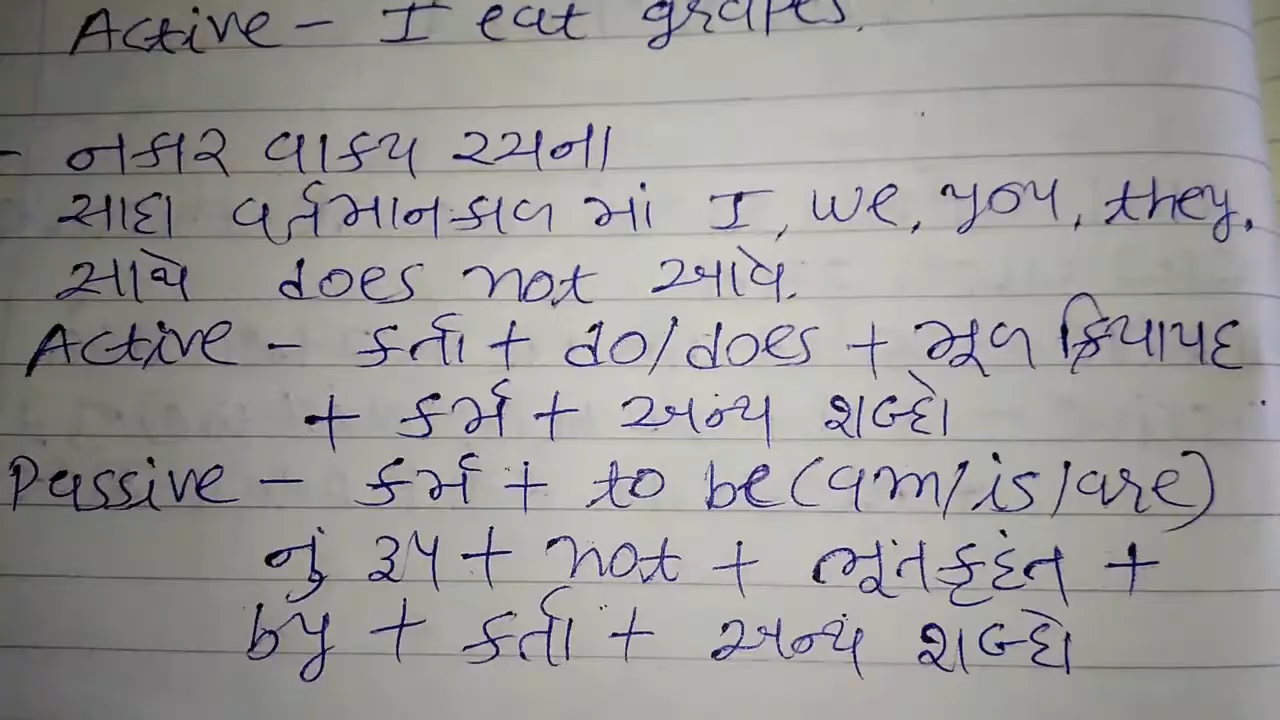 Active - I eat grapes.
- નકાર વાકય રચના
સાદા વર્તમાનકાળ માં I, we, you, they.
સાથે does not આવે.
Active - કર્તા + do/does + મૂળ ક્રિયાપદ
+ કર્મ + અન્ય શબ્દો
Passive - કર્મ + to be (am/is/are)
નું રૂપ + not + ભૂતકૃદંત +
by + કર્તા + અન્ય શબ્દો